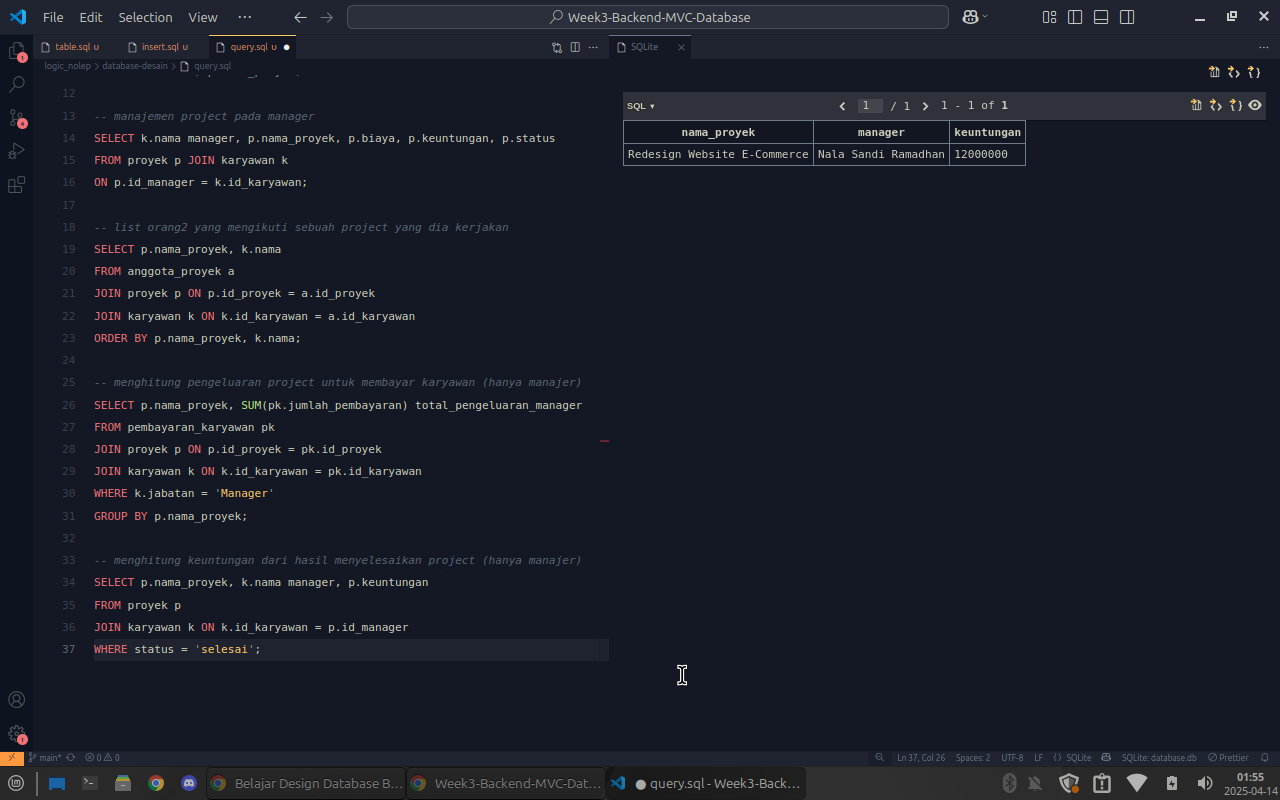 File Edit Selection View ··· Week3-Backend-MVC-Database
table.sql U insert.sql U query.sql U ● SQLite
logic_nolep > database-desain > query.sql
12
13 -- manajemen project pada manager
14 SELECT k.nama manager, p.nama_proyek, p.biaya, p.keuntungan, p.status
15 FROM proyek p JOIN karyawan k
16 ON p.id_manager = k.id_karyawan;
17
18 -- list orang2 yang mengikuti sebuah project yang dia kerjakan
19 SELECT p.nama_proyek, k.nama
20 FROM anggota_proyek a
21 JOIN proyek p ON p.id_proyek = a.id_proyek
22 JOIN karyawan k ON k.id_karyawan = a.id_karyawan
23 ORDER BY p.nama_proyek, k.nama;
24
25 -- menghitung pengeluaran project untuk membayar karyawan (hanya manajer)
26 SELECT p.nama_proyek, SUM(pk.jumlah_pembayaran) total_pengeluaran_manager
27 FROM pembayaran_karyawan pk
28 JOIN proyek p ON p.id_proyek = pk.id_proyek
29 JOIN karyawan k ON k.id_karyawan = pk.id_karyawan
30 WHERE k.jabatan = 'Manager'
31 GROUP BY p.nama_proyek;
32
33 -- menghitung keuntungan dari hasil menyelesaikan project (hanya manajer)
34 SELECT p.nama_proyek, k.nama manager, p.keuntungan
35 FROM proyek p
36 JOIN karyawan k ON k.id_karyawan = p.id_manager
37 WHERE status = 'selesai';
SQL ▾ 1 / 1 1 - 1 of 1
nama_proyek manager keuntungan
Redesign Website E-Commerce Nala Sandi Ramadhan 12000000
1
4
1
main* 0 0 Ln 37, Col 26 Spaces: 2 UTF-8 LF SQLite SQLite: database.db Prettier
Belajar Design Database B... Week3-Backend-MVC-Dat... ● query.sql - Week3-Back... 01:55
2025-04-14